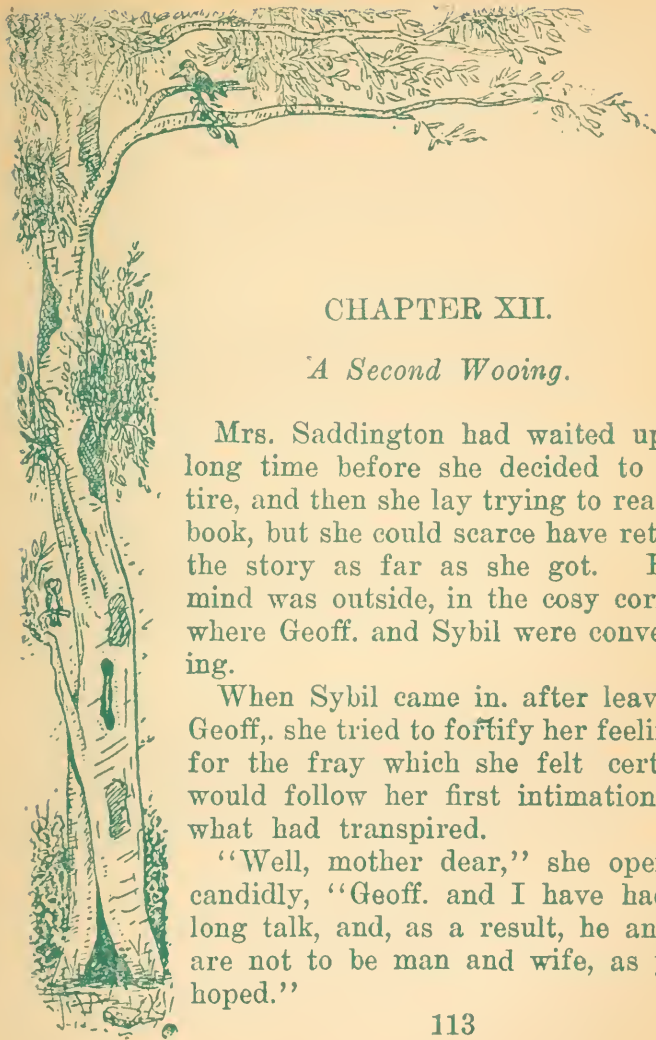 CHAPTER XII.
A Second Wooing.
Mrs. Saddington had waited up
long time before she decided to
tire, and then she lay trying to rea
book, but she could scarce have ret
the story as far as she got.
mind was outside, in the cosy cor
where Geoff. and Sybil were conve
ing.
When Sybil came in. after leav
Geoff,. she tried to fortify her feelin
for the fray which she felt cert
would follow her first intimation
what had transpired.
"Well, mother dear," she ope
candidly, "Geoff. and I have ha
long talk, and, as a result, he an
are not to be man and wife, as
hoped."
113